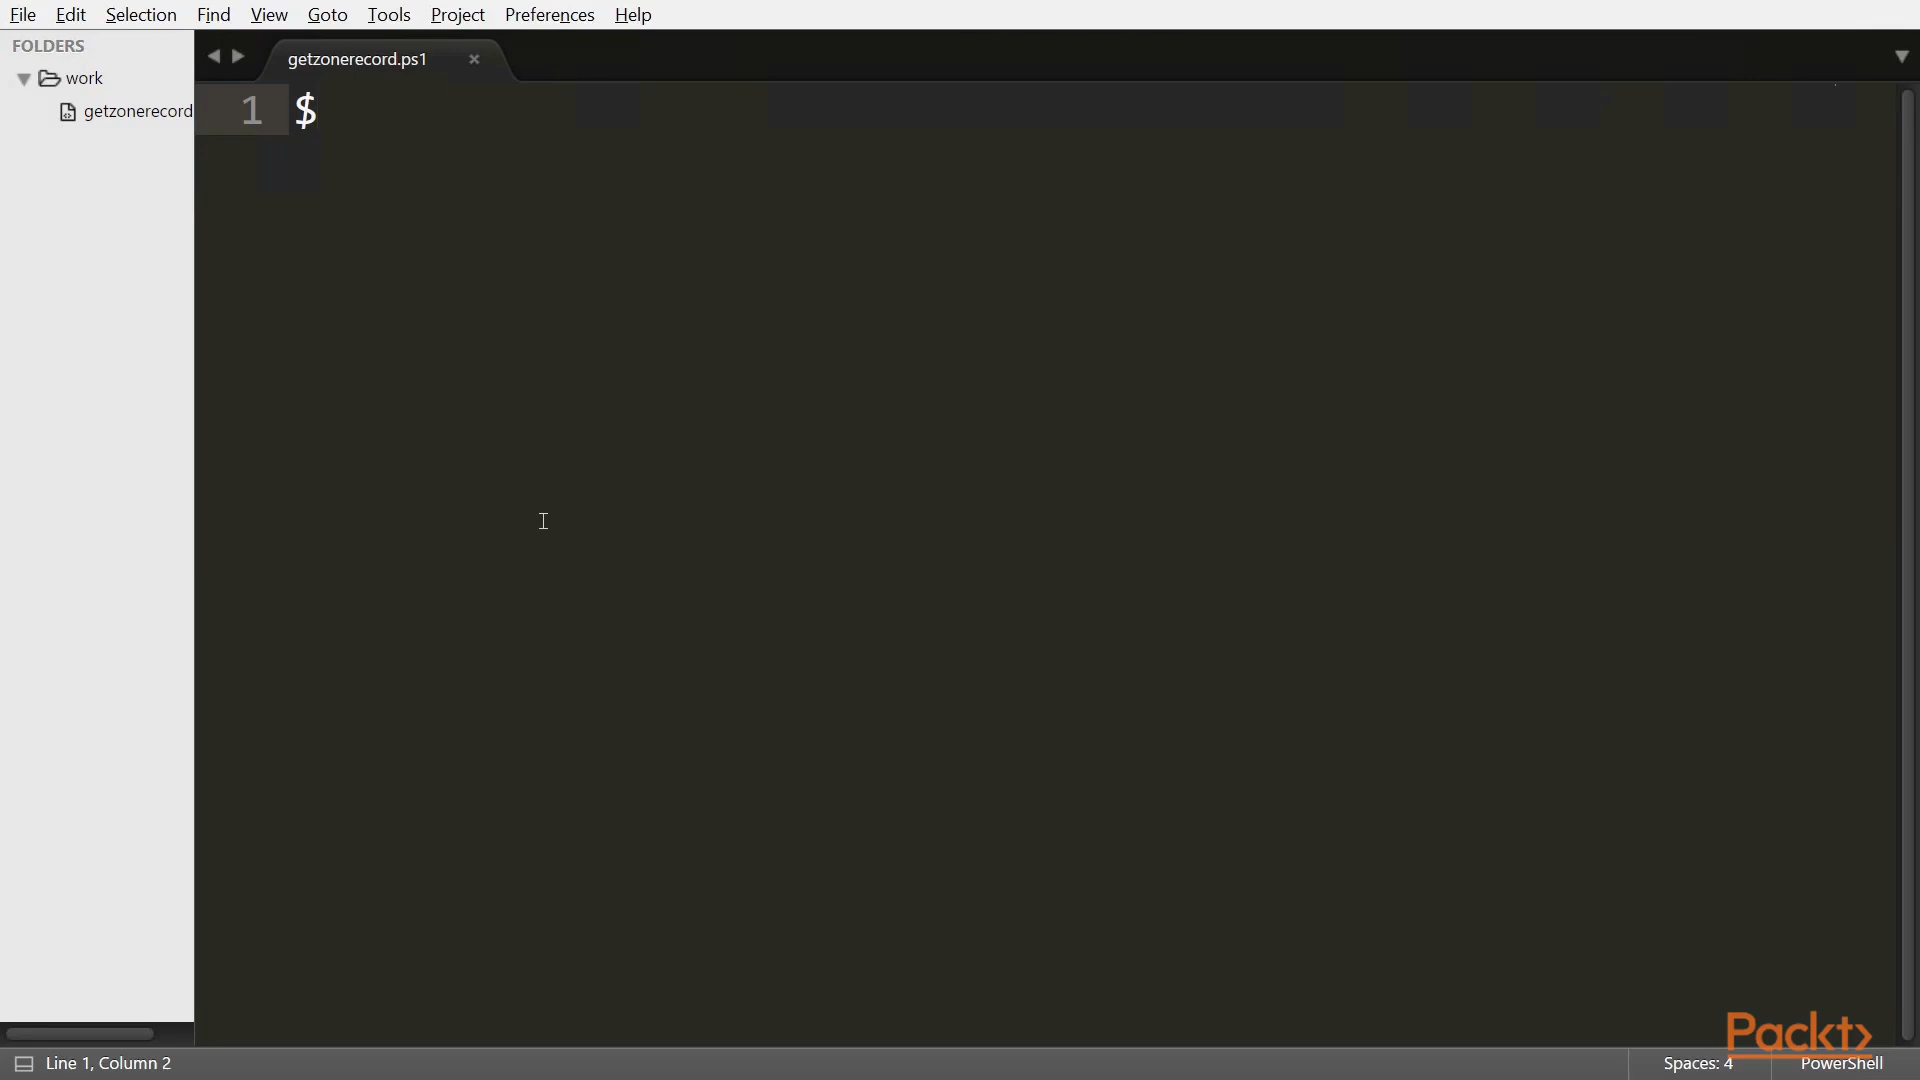 File Edit Selection Find View Goto Tools Project Preferences Help
FOLDERS
work
getzonerecord
getzonerecord.ps1
1 $
Packt>
Line 1, Column 2
Spaces: 4
PowerShell